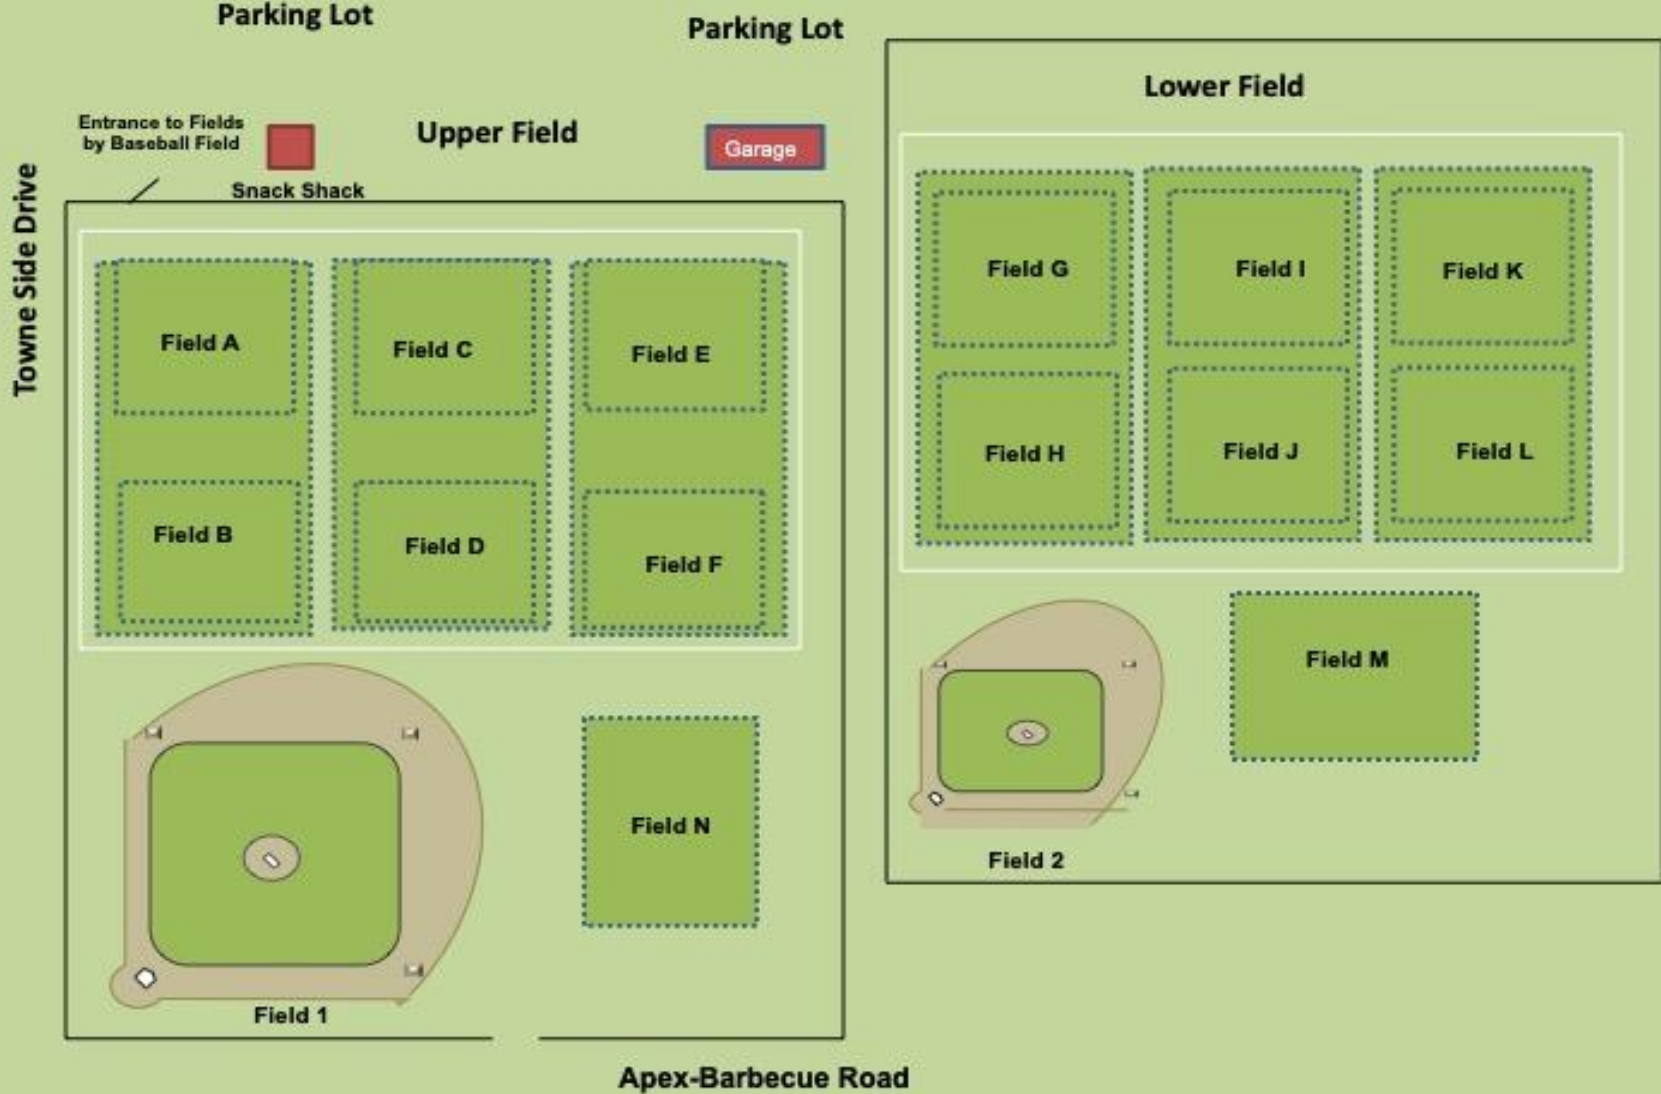 Parking Lot
Parking Lot
Lower Field
Entrance to Fields
by Baseball Field
Upper Field
Garage
Snack Shack
Towne Side Drive
Field A
Field C
Field E
Field B
Field D
Field F
Field G
Field I
Field K
Field H
Field J
Field L
Field M
Field N
Field 2
Field 1
Apex-Barbecue Road